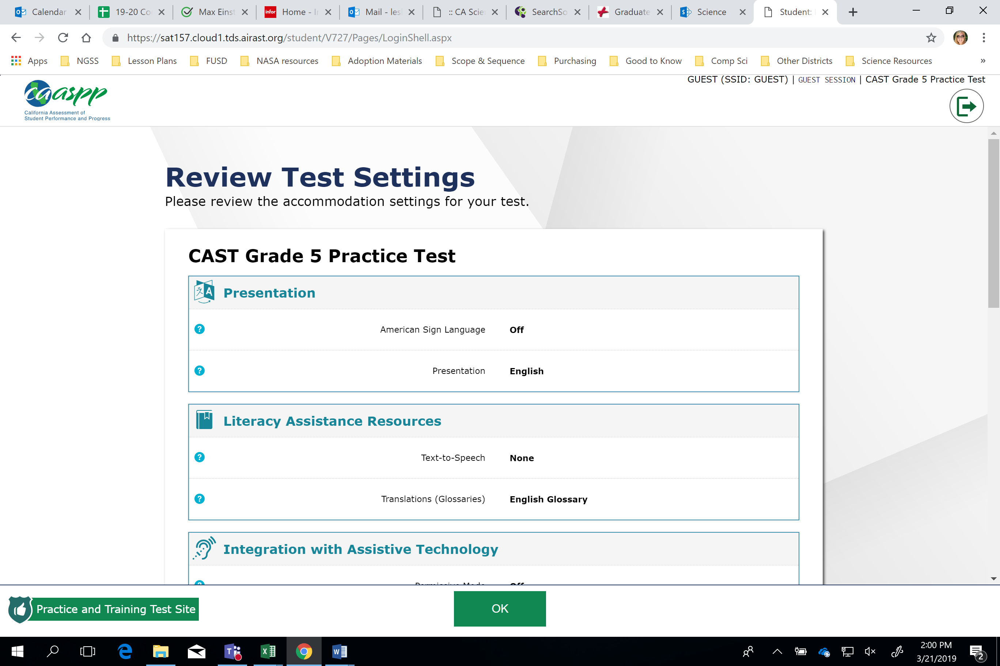 Calendar
19-20 Co
Max Einst
infor Home - I
Mail - lesl
:: CA Scie
SearchSo
Graduate
Science
Student:
https://sat157.cloud1.tds.airast.org/student/V727/Pages/LoginShell.aspx
Apps NGSS Lesson Plans FUSD NASA resources Adoption Materials Scope & Sequence Purchasing Good to Know Comp Sci Other Districts Science Resources »
GUEST (SSID: GUEST) | GUEST SESSION | CAST Grade 5 Practice Test
caaspp
California Assessment of
Student Performance and Progress
Review Test Settings
Please review the accommodation settings for your test.
CAST Grade 5 Practice Test
Presentation
? American Sign Language Off
? Presentation English
Literacy Assistance Resources
? Text-to-Speech None
? Translations (Glossaries) English Glossary
Integration with Assistive Technology
Permissive Mode Off
Practice and Training Test Site
OK
2:00 PM
3/21/2019
2